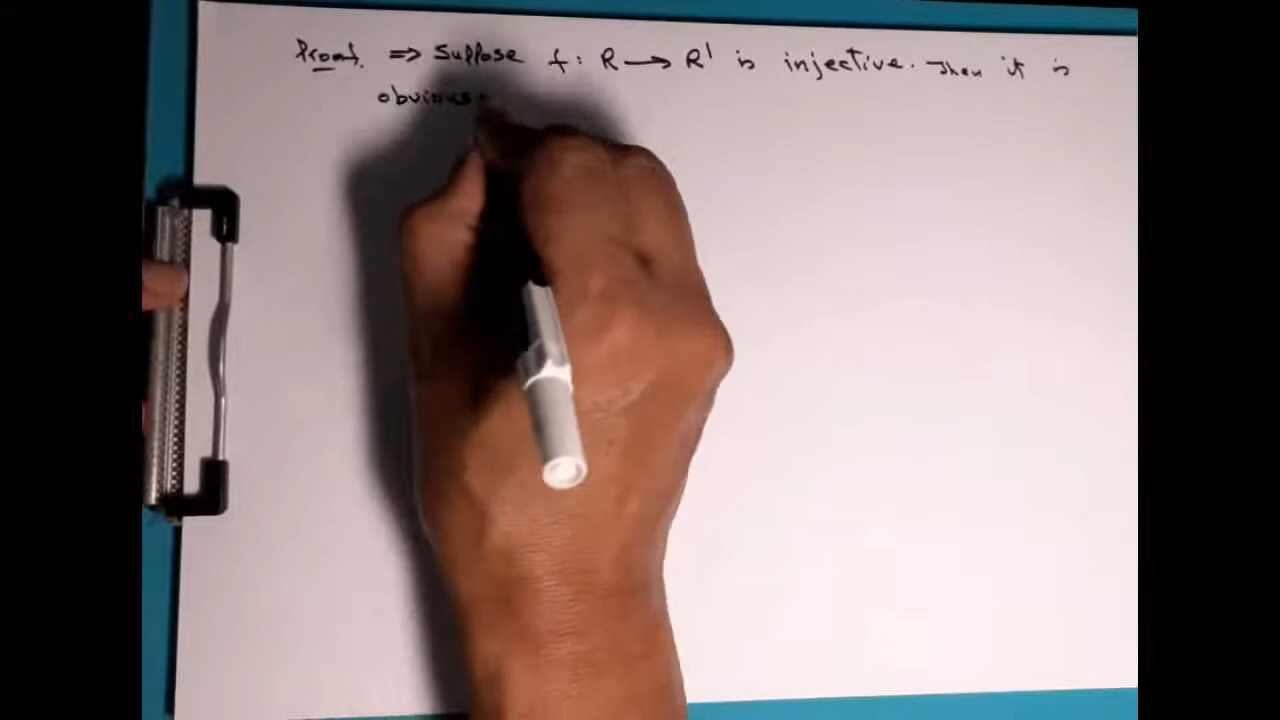 Proof. => Suppose f: R → R' is injective. Then it is
obvious